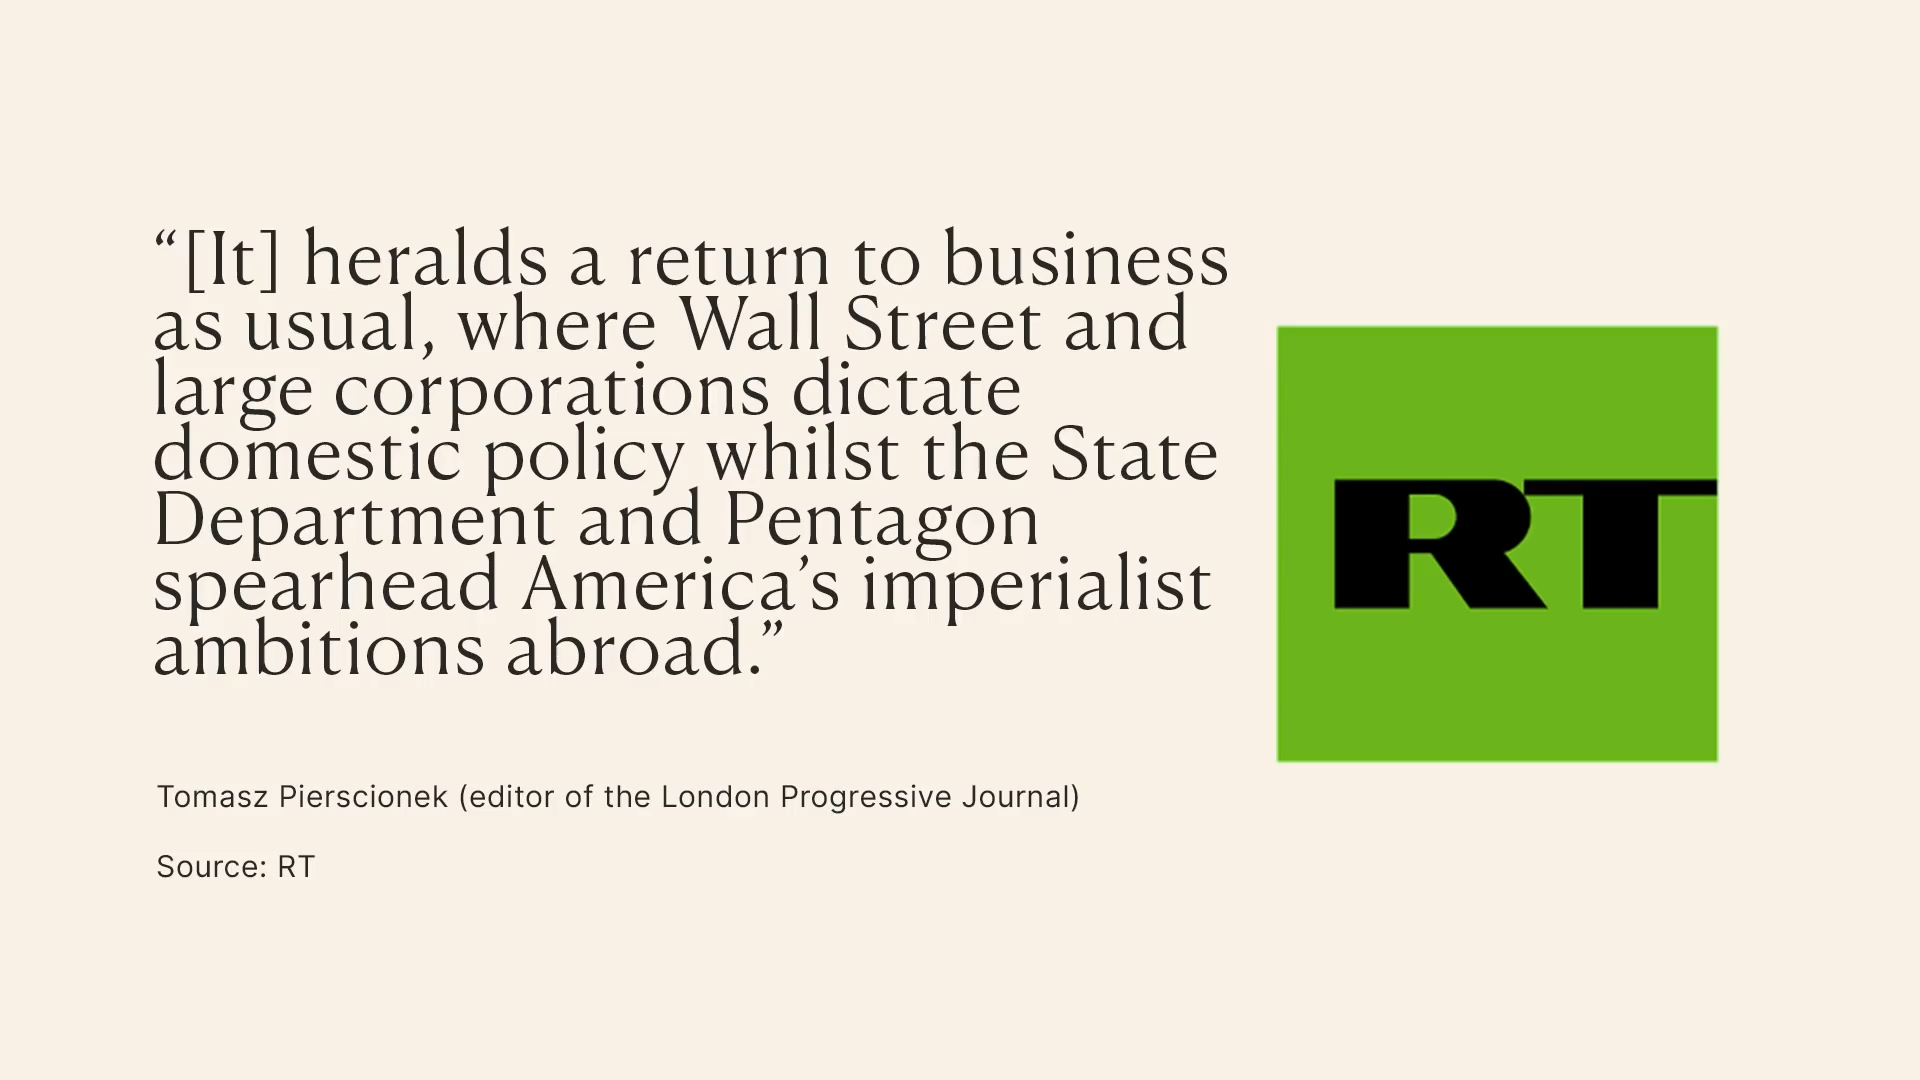 “[It] heralds a return to business
as usual, where Wall Street and
large corporations dictate
domestic policy whilst the State
Department and Pentagon
spearhead America’s imperialist
ambitions abroad.”
RT
Tomasz Pierscionek (editor of the London Progressive Journal)
Source: RT